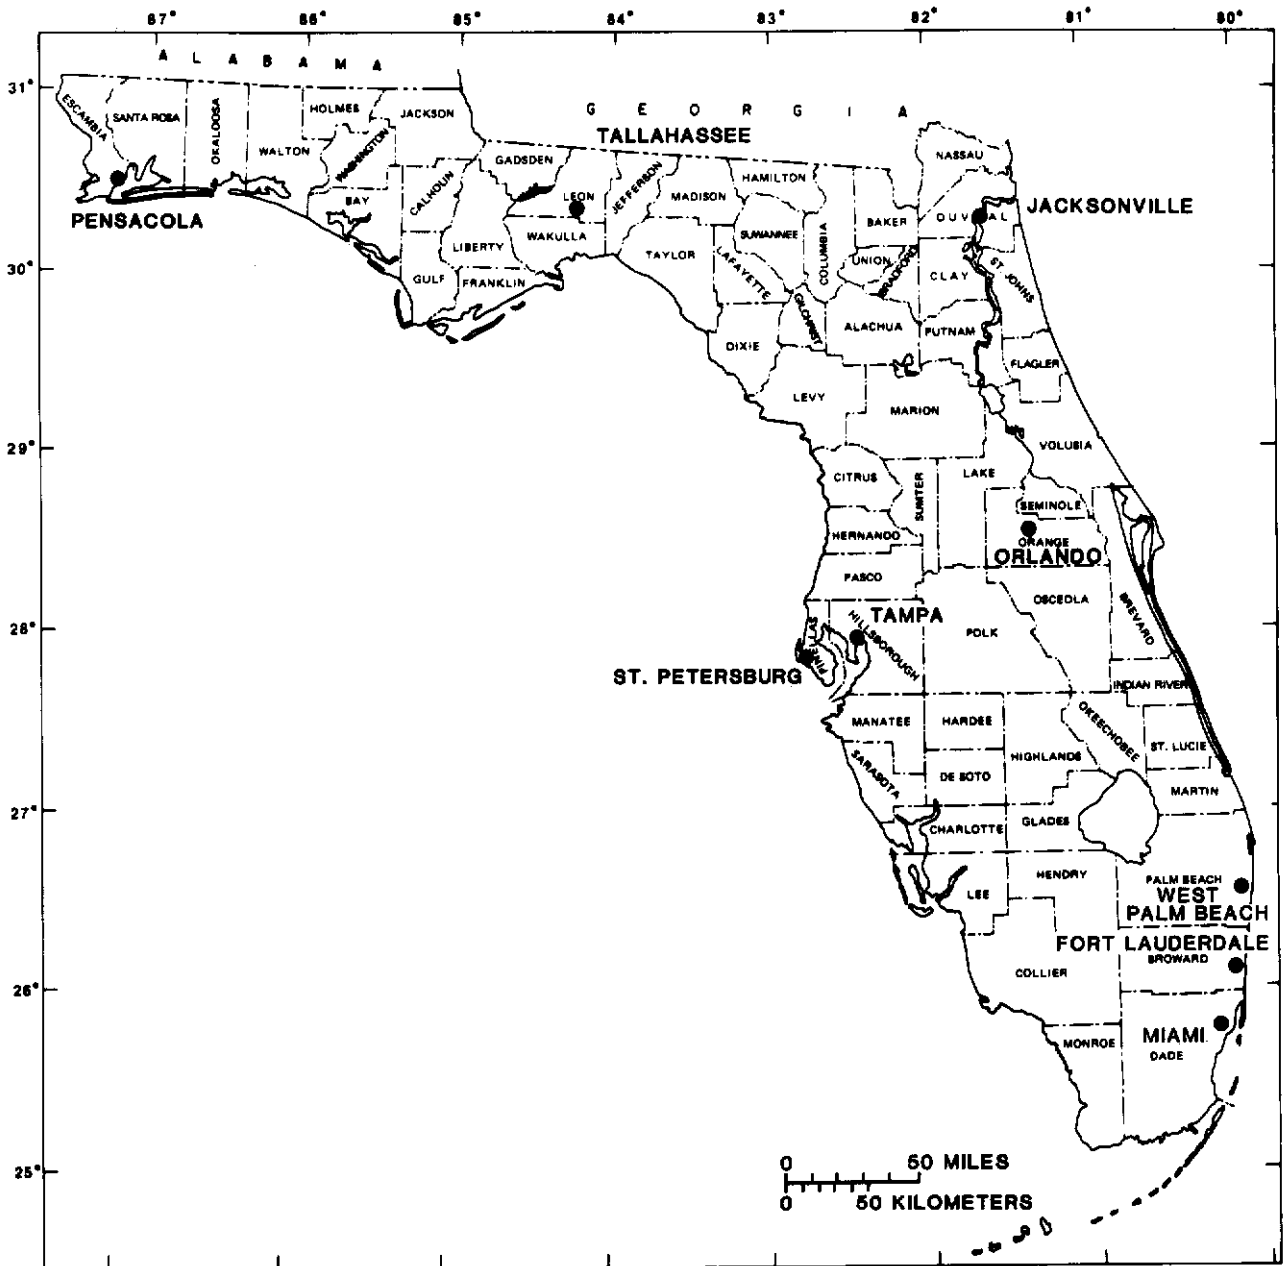 87° 86° 85° 84° 83° 82° 81° 80°
ALABAMA
31°
GEORGIA
ESCAMBIA
SANTA ROSA
OKALOOSA
WALTON
HOLMES
WASHINGTON
JACKSON
BAY
CALHOUN
GULF
LIBERTY
FRANKLIN
GADSDEN
TALLAHASSEE
LEON
WAKULLA
JEFFERSON
MADISON
TAYLOR
HAMILTON
SUWANNEE
LAFAYETTE
COLUMBIA
DIXIE
GILCHRIST
BAKER
UNION
BRADFORD
ALACHUA
NASSAU
DUVAL
JACKSONVILLE
CLAY
ST. JOHNS
PUTNAM
FLAGLER
PENSACOLA
30°
LEVY
MARION
VOLUSIA
29°
CITRUS
SUMTER
LAKE
SEMINOLE
HERNANDO
ORANGE
ORLANDO
PASCO
OSCEOLA
BREVARD
28°
PINELLAS
TAMPA
HILLSBOROUGH
POLK
ST. PETERSBURG
INDIAN RIVER
MANATEE
HARDEE
OKEECHOBEE
ST. LUCIE
HIGHLANDS
SARASOTA
DE SOTO
MARTIN
27°
CHARLOTTE
GLADES
LEE
HENDRY
PALM BEACH
WEST
PALM BEACH
FORT LAUDERDALE
BROWARD
COLLIER
26°
MONROE
MIAMI
DADE
25°
0 50 MILES
0 50 KILOMETERS